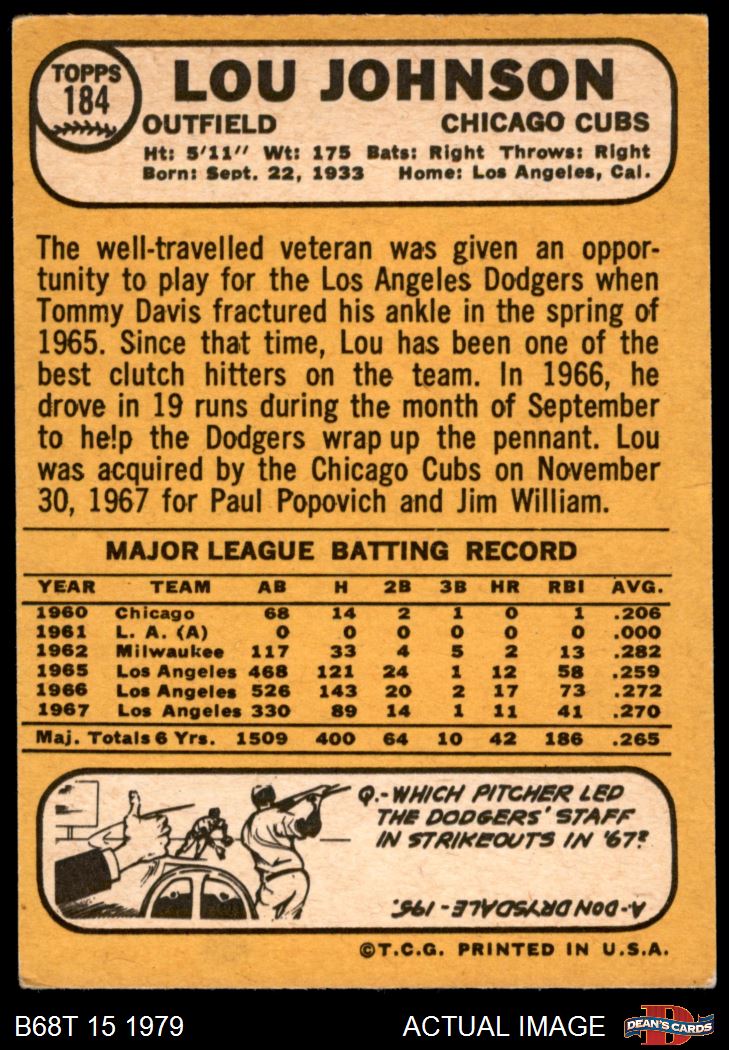 TOPPS
184
LOU JOHNSON
OUTFIELD CHICAGO CUBS
Ht: 5'11" Wt: 175 Bats: Right Throws: Right
Born: Sept. 22, 1933 Home: Los Angeles, Cal.
The well-travelled veteran was given an oppor-
tunity to play for the Los Angeles Dodgers when
Tommy Davis fractured his ankle in the spring of
1965. Since that time, Lou has been one of the
best clutch hitters on the team. In 1966, he
drove in 19 runs during the month of September
to help the Dodgers wrap up the pennant. Lou
was acquired by the Chicago Cubs on November
30, 1967 for Paul Popovich and Jim William.
MAJOR LEAGUE BATTING RECORD
YEAR TEAM AB H 2B 3B HR RBI AVG.
1960 Chicago 68 14 2 1 0 1 .206
1961 L. A. (A) 0 0 0 0 0 0 .000
1962 Milwaukee 117 33 4 5 2 13 .282
1965 Los Angeles 468 121 24 1 12 58 .259
1966 Los Angeles 526 143 20 2 17 73 .272
1967 Los Angeles 330 89 14 1 11 41 .270
Maj. Totals 6 Yrs. 1509 400 64 10 42 186 .265
Q.-WHICH PITCHER LED
THE DODGERS' STAFF
IN STRIKEOUTS IN '67?
A-DON DRYSDALE-196.
©T.C.G. PRINTED IN U.S.A.
B68T 15 1979 ACTUAL IMAGE
D
DEAN'S CARDS